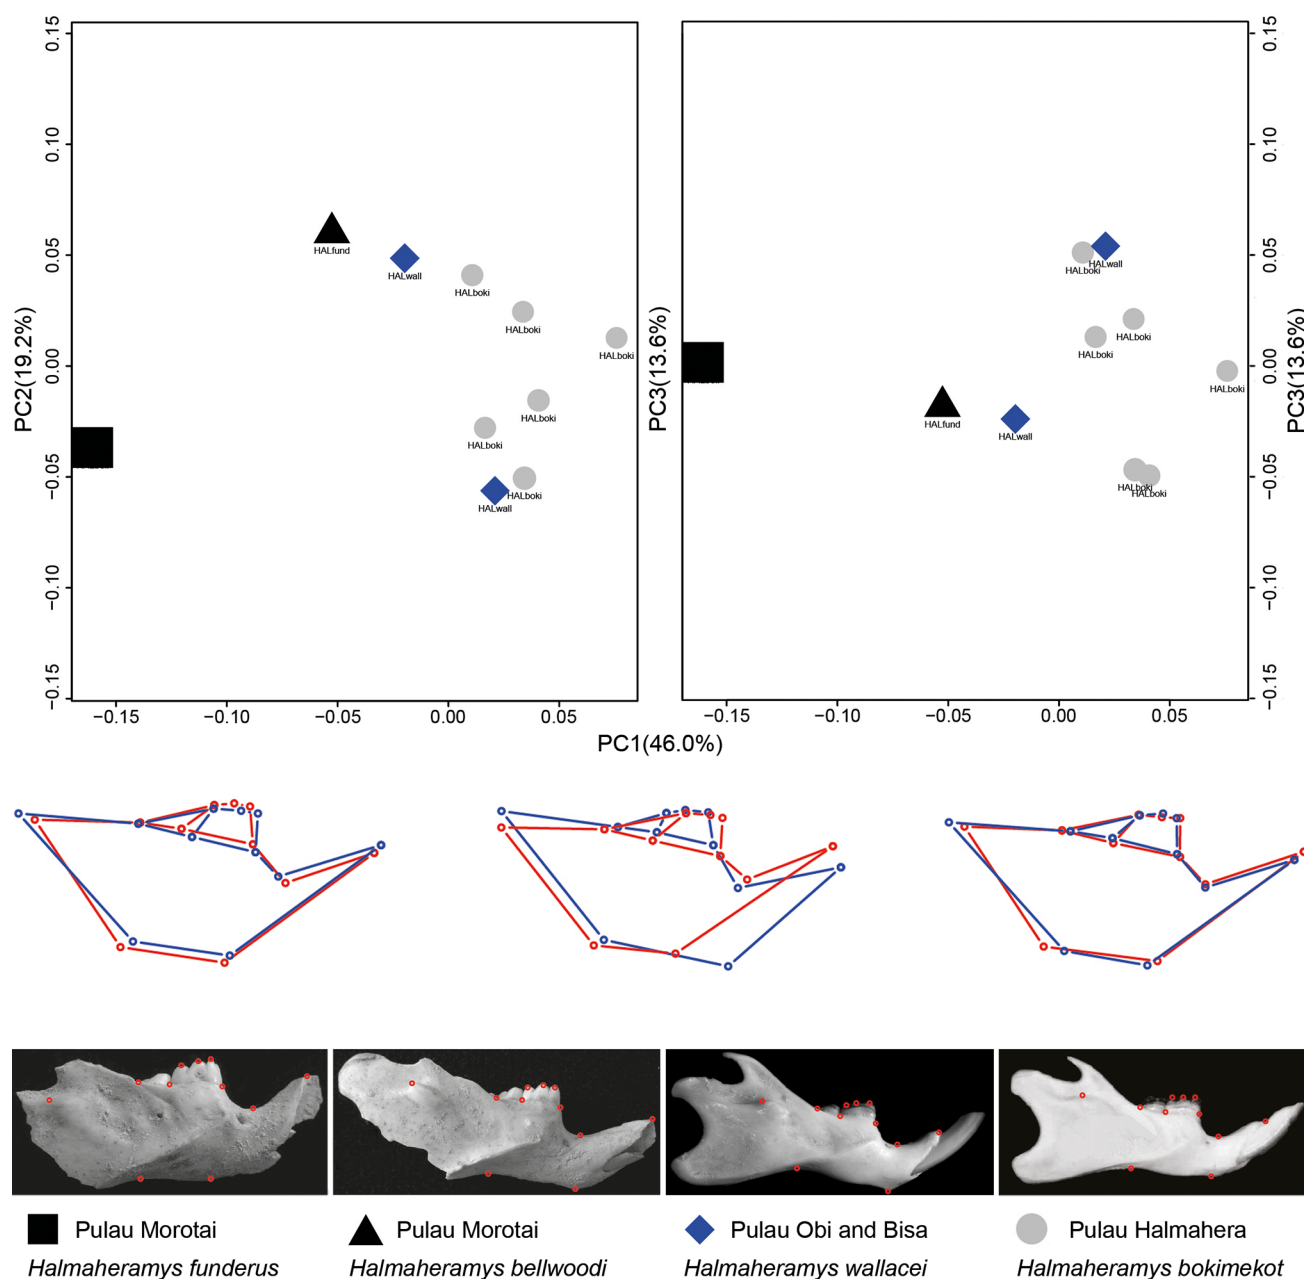 0.15
0.10
0.05
0.00
−0.05
−0.10
−0.15
PC2(19.2%)
HALfund
HALwall
HALboki
HALboki
HALboki
HALboki
HALboki
HALboki
HALwall
−0.15
−0.10
−0.05
0.00
0.05
PC3(13.6%)
HALboki
HALwall
HALboki
HALboki
HALboki
HALfund
HALwall
HALboki
HALboki
0.15
0.10
0.05
0.00
−0.05
−0.10
−0.15
PC3(13.6%)
−0.15
−0.10
−0.05
0.00
0.05
PC1(46.0%)
Pulau Morotai
Pulau Morotai
Pulau Obi and Bisa
Pulau Halmahera
Halmaheramys funderus
Halmaheramys bellwoodi
Halmaheramys wallacei
Halmaheramys bokimekot